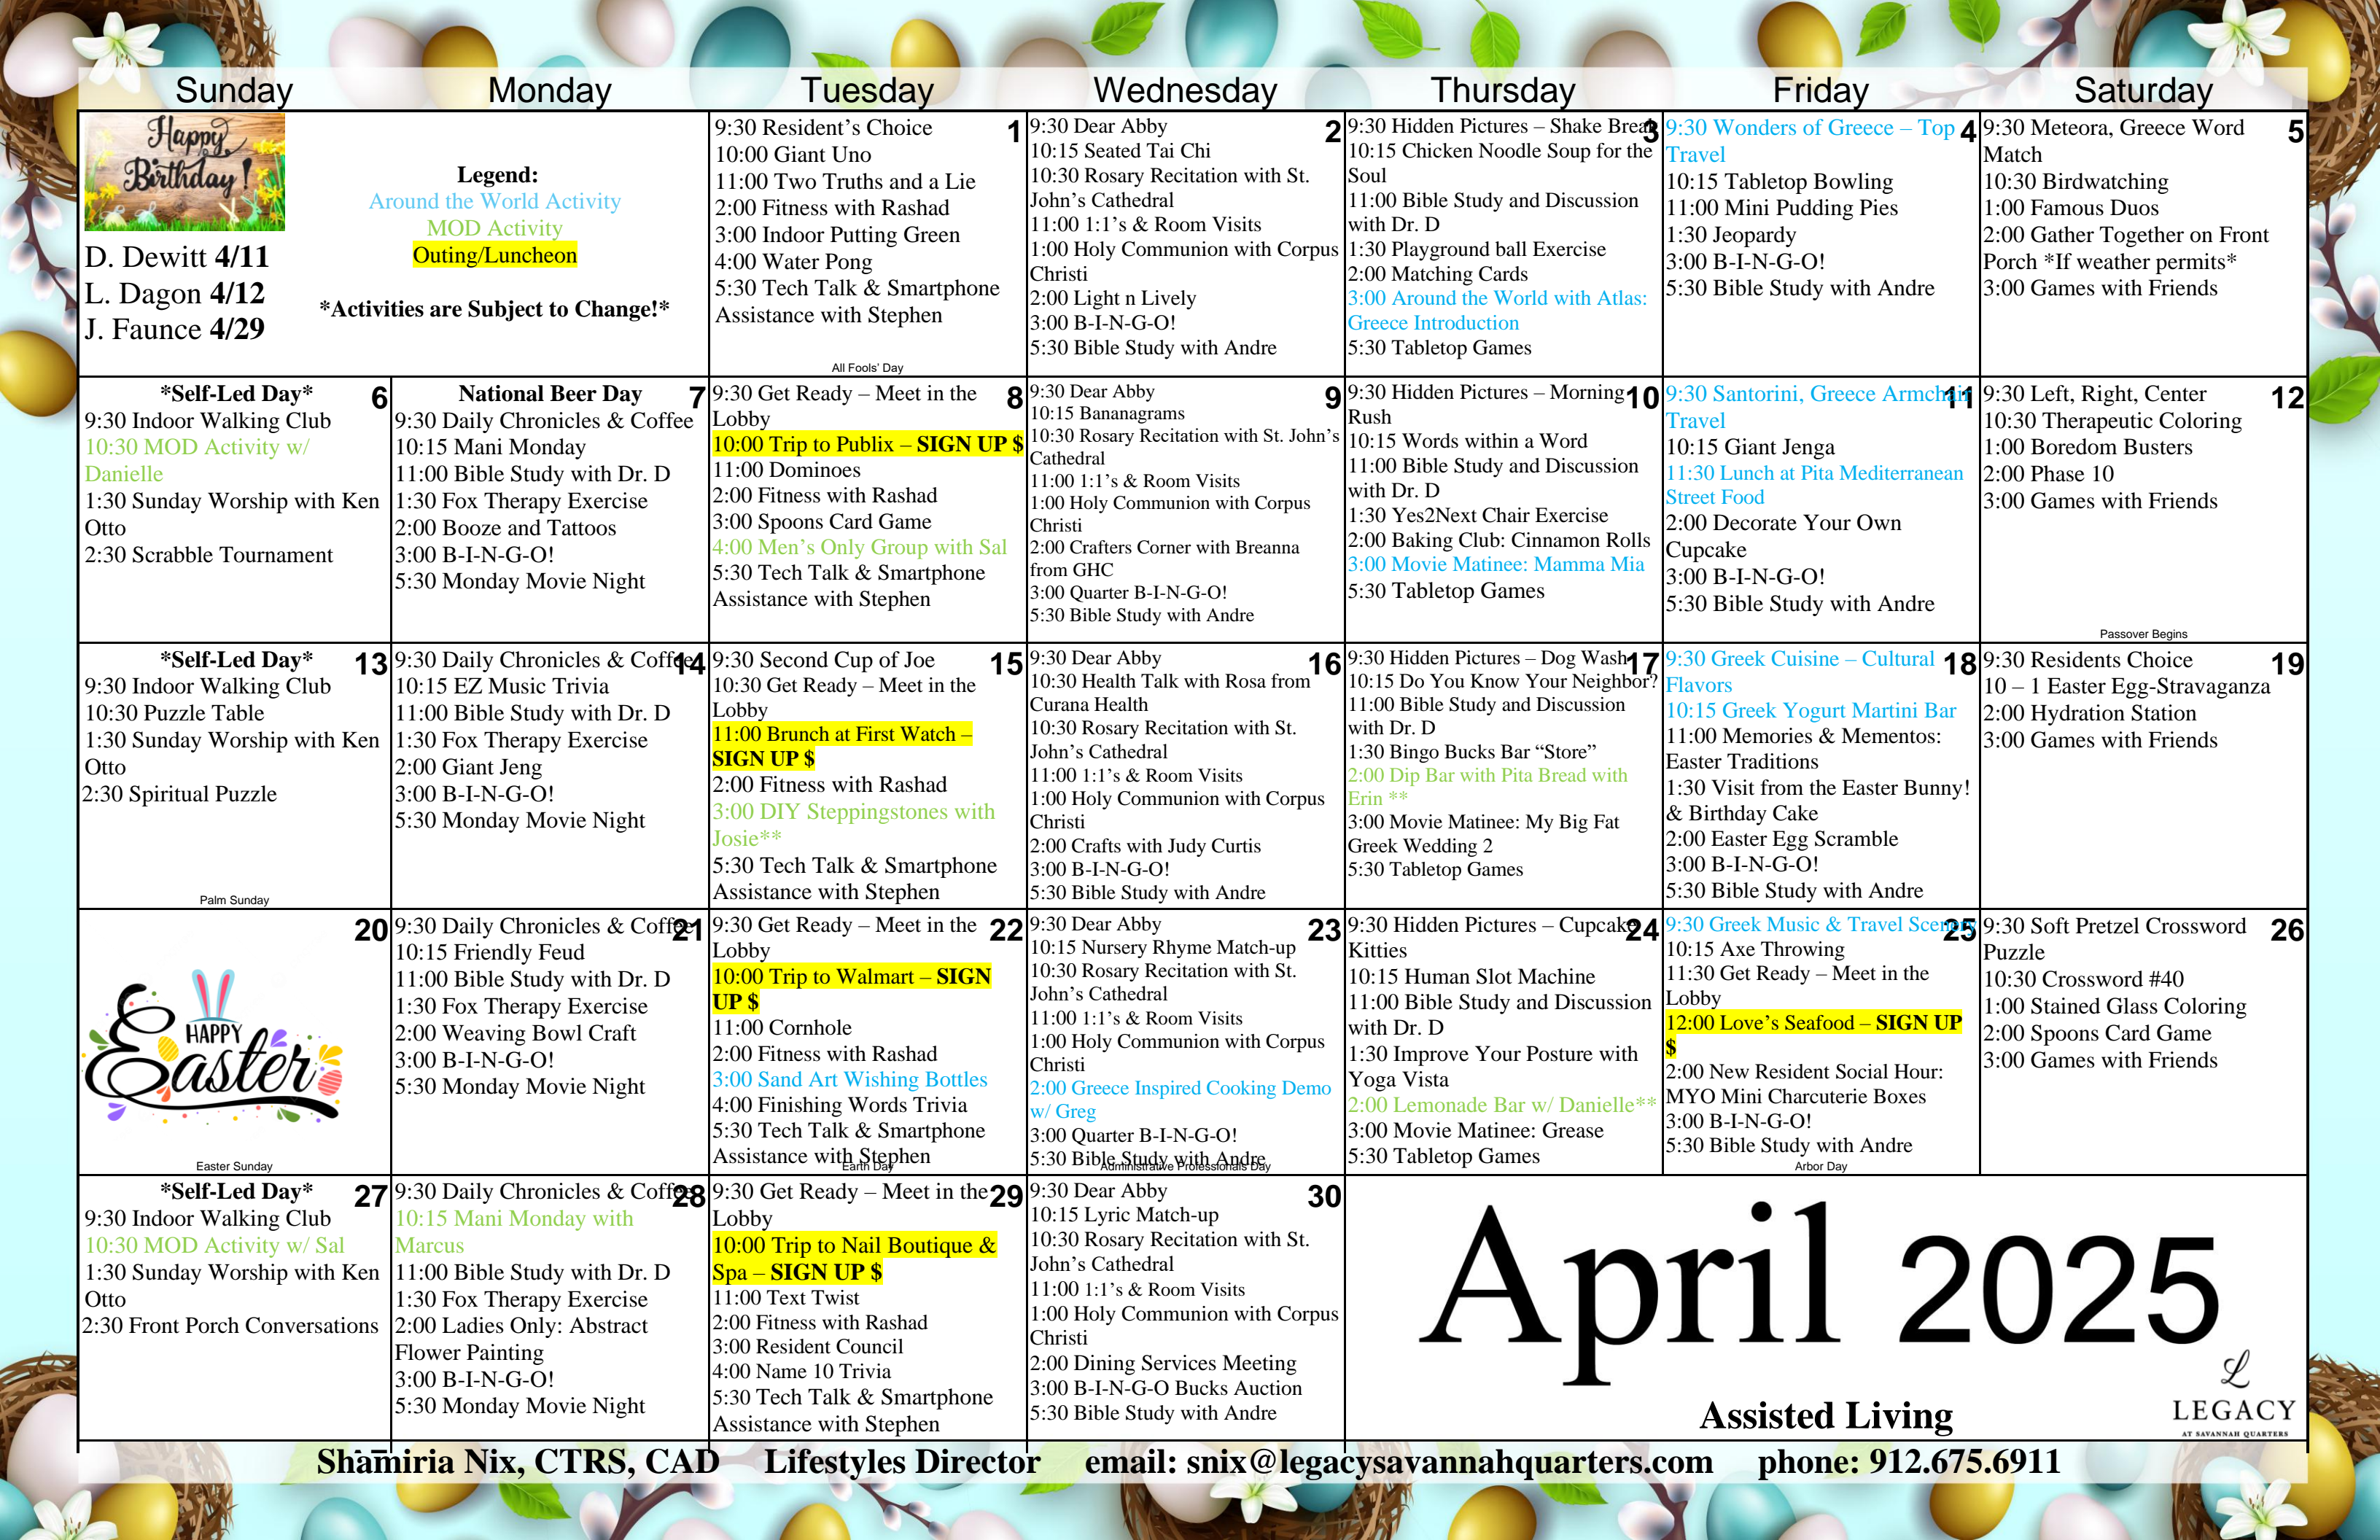 Sunday Monday Tuesday Wednesday Thursday Friday Saturday
Happy
Birthday!
D. Dewitt 4/11
L. Dagon 4/12
J. Faunce 4/29
Legend:
Around the World Activity
MOD Activity
Outing/Luncheon
*Activities are Subject to Change!*
1
9:30 Resident's Choice
10:00 Giant Uno
11:00 Two Truths and a Lie
2:00 Fitness with Rashad
3:00 Indoor Putting Green
4:00 Water Pong
5:30 Tech Talk & Smartphone
Assistance with Stephen
All Fools' Day
2
9:30 Dear Abby
10:15 Seated Tai Chi
10:30 Rosary Recitation with St.
John's Cathedral
11:00 1:1's & Room Visits
1:00 Holy Communion with Corpus
Christi
2:00 Light n Lively
3:00 B-I-N-G-O!
5:30 Bible Study with Andre
3
9:30 Hidden Pictures – Shake Break
10:15 Chicken Noodle Soup for the
Soul
11:00 Bible Study and Discussion
with Dr. D
1:30 Playground ball Exercise
2:00 Matching Cards
3:00 Around the World with Atlas:
Greece Introduction
5:30 Tabletop Games
4
9:30 Wonders of Greece – Top
Travel
10:15 Tabletop Bowling
11:00 Mini Pudding Pies
1:30 Jeopardy
3:00 B-I-N-G-O!
5:30 Bible Study with Andre
5
9:30 Meteora, Greece Word
Match
10:30 Birdwatching
1:00 Famous Duos
2:00 Gather Together on Front
Porch *If weather permits*
3:00 Games with Friends
6
*Self-Led Day*
9:30 Indoor Walking Club
10:30 MOD Activity w/
Danielle
1:30 Sunday Worship with Ken
Otto
2:30 Scrabble Tournament
7
National Beer Day
9:30 Daily Chronicles & Coffee
10:15 Mani Monday
11:00 Bible Study with Dr. D
1:30 Fox Therapy Exercise
2:00 Booze and Tattoos
3:00 B-I-N-G-O!
5:30 Monday Movie Night
8
9:30 Get Ready – Meet in the
Lobby
10:00 Trip to Publix – SIGN UP $
11:00 Dominoes
2:00 Fitness with Rashad
3:00 Spoons Card Game
4:00 Men's Only Group with Sal
5:30 Tech Talk & Smartphone
Assistance with Stephen
9
9:30 Dear Abby
10:15 Bananagrams
10:30 Rosary Recitation with St. John's
Cathedral
11:00 1:1's & Room Visits
1:00 Holy Communion with Corpus
Christi
2:00 Crafters Corner with Breanna
from GHC
3:00 Quarter B-I-N-G-O!
5:30 Bible Study with Andre
10
9:30 Hidden Pictures – Morning
Rush
10:15 Words within a Word
11:00 Bible Study and Discussion
with Dr. D
1:30 Yes2Next Chair Exercise
2:00 Baking Club: Cinnamon Rolls
3:00 Movie Matinee: Mamma Mia
5:30 Tabletop Games
11
9:30 Santorini, Greece Armchair
Travel
10:15 Giant Jenga
11:30 Lunch at Pita Mediterranean
Street Food
2:00 Decorate Your Own
Cupcake
3:00 B-I-N-G-O!
5:30 Bible Study with Andre
12
9:30 Left, Right, Center
10:30 Therapeutic Coloring
1:00 Boredom Busters
2:00 Phase 10
3:00 Games with Friends
Passover Begins
13
*Self-Led Day*
9:30 Indoor Walking Club
10:30 Puzzle Table
1:30 Sunday Worship with Ken
Otto
2:30 Spiritual Puzzle
Palm Sunday
14
9:30 Daily Chronicles & Coffee
10:15 EZ Music Trivia
11:00 Bible Study with Dr. D
1:30 Fox Therapy Exercise
2:00 Giant Jeng
3:00 B-I-N-G-O!
5:30 Monday Movie Night
15
9:30 Second Cup of Joe
10:30 Get Ready – Meet in the
Lobby
11:00 Brunch at First Watch –
SIGN UP $
2:00 Fitness with Rashad
3:00 DIY Steppingstones with
Josie**
5:30 Tech Talk & Smartphone
Assistance with Stephen
16
9:30 Dear Abby
10:30 Health Talk with Rosa from
Curana Health
10:30 Rosary Recitation with St.
John's Cathedral
11:00 1:1's & Room Visits
1:00 Holy Communion with Corpus
Christi
2:00 Crafts with Judy Curtis
3:00 B-I-N-G-O!
5:30 Bible Study with Andre
17
9:30 Hidden Pictures – Dog Wash
10:15 Do You Know Your Neighbor?
11:00 Bible Study and Discussion
with Dr. D
1:30 Bingo Bucks Bar “Store”
2:00 Dip Bar with Pita Bread with
Erin **
3:00 Movie Matinee: My Big Fat
Greek Wedding 2
5:30 Tabletop Games
18
9:30 Greek Cuisine – Cultural
Flavors
10:15 Greek Yogurt Martini Bar
11:00 Memories & Mementos:
Easter Traditions
1:30 Visit from the Easter Bunny!
& Birthday Cake
2:00 Easter Egg Scramble
3:00 B-I-N-G-O!
5:30 Bible Study with Andre
19
9:30 Residents Choice
10 – 1 Easter Egg-Stravaganza
2:00 Hydration Station
3:00 Games with Friends
20
HAPPY
Easter
Easter Sunday
21
9:30 Daily Chronicles & Coffee
10:15 Friendly Feud
11:00 Bible Study with Dr. D
1:30 Fox Therapy Exercise
2:00 Weaving Bowl Craft
3:00 B-I-N-G-O!
5:30 Monday Movie Night
22
9:30 Get Ready – Meet in the
Lobby
10:00 Trip to Walmart – SIGN
UP $
11:00 Cornhole
2:00 Fitness with Rashad
3:00 Sand Art Wishing Bottles
4:00 Finishing Words Trivia
5:30 Tech Talk & Smartphone
Assistance with Stephen
Earth Day
23
9:30 Dear Abby
10:15 Nursery Rhyme Match-up
10:30 Rosary Recitation with St.
John's Cathedral
11:00 1:1's & Room Visits
1:00 Holy Communion with Corpus
Christi
2:00 Greece Inspired Cooking Demo
w/ Greg
3:00 Quarter B-I-N-G-O!
5:30 Bible Study with Andre
Administrative Professionals Day
24
9:30 Hidden Pictures – Cupcake
Kitties
10:15 Human Slot Machine
11:00 Bible Study and Discussion
with Dr. D
1:30 Improve Your Posture with
Yoga Vista
2:00 Lemonade Bar w/ Danielle**
3:00 Movie Matinee: Grease
5:30 Tabletop Games
25
9:30 Greek Music & Travel Scenery
10:15 Axe Throwing
11:30 Get Ready – Meet in the
Lobby
12:00 Love's Seafood – SIGN UP
$
2:00 New Resident Social Hour:
MYO Mini Charcuterie Boxes
3:00 B-I-N-G-O!
5:30 Bible Study with Andre
Arbor Day
26
9:30 Soft Pretzel Crossword
Puzzle
10:30 Crossword #40
1:00 Stained Glass Coloring
2:00 Spoons Card Game
3:00 Games with Friends
27
*Self-Led Day*
9:30 Indoor Walking Club
10:30 MOD Activity w/ Sal
1:30 Sunday Worship with Ken
Otto
2:30 Front Porch Conversations
28
9:30 Daily Chronicles & Coffee
10:15 Mani Monday with
Marcus
11:00 Bible Study with Dr. D
1:30 Fox Therapy Exercise
2:00 Ladies Only: Abstract
Flower Painting
3:00 B-I-N-G-O!
5:30 Monday Movie Night
29
9:30 Get Ready – Meet in the
Lobby
10:00 Trip to Nail Boutique &
Spa – SIGN UP $
11:00 Text Twist
2:00 Fitness with Rashad
3:00 Resident Council
4:00 Name 10 Trivia
5:30 Tech Talk & Smartphone
Assistance with Stephen
30
9:30 Dear Abby
10:15 Lyric Match-up
10:30 Rosary Recitation with St.
John's Cathedral
11:00 1:1's & Room Visits
1:00 Holy Communion with Corpus
Christi
2:00 Dining Services Meeting
3:00 B-I-N-G-O Bucks Auction
5:30 Bible Study with Andre
April 2025
Assisted Living
L
LEGACY
AT SAVANNAH QUARTERS
Shamiria Nix, CTRS, CAD Lifestyles Director email: snix@legacysavannahquarters.com phone: 912.675.6911